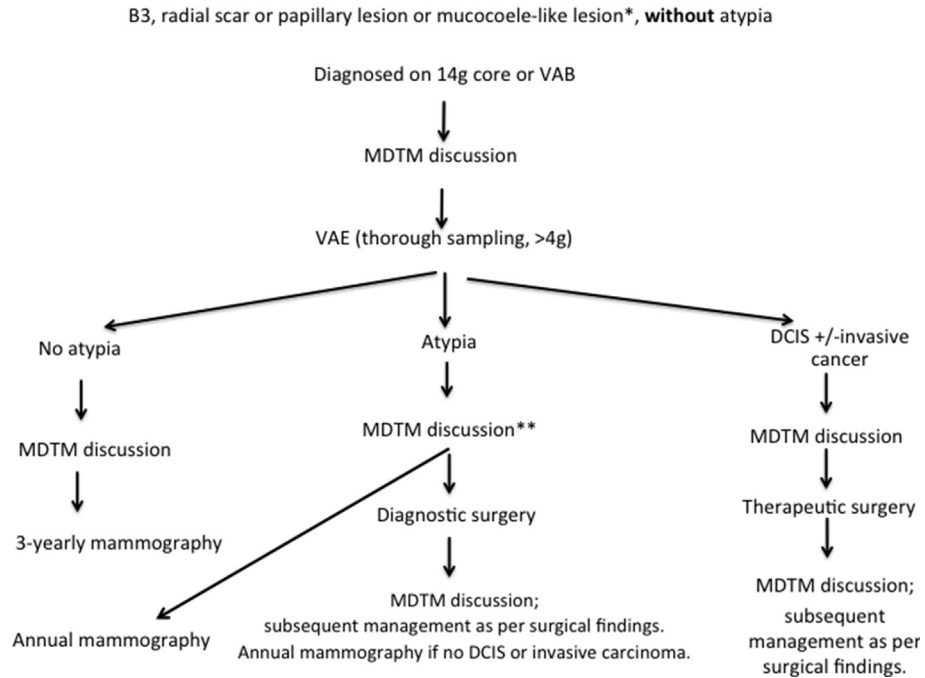 B3, radial scar or papillary lesion or mucocoele-like lesion*, without atypia
Diagnosed on 14g core or VAB
MDTM discussion
VAE (thorough sampling, >4g)
No atypia
MDTM discussion
3-yearly mammography
Atypia
MDTM discussion**
Annual mammography
Diagnostic surgery
MDTM discussion;
subsequent management as per surgical findings.
Annual mammography if no DCIS or invasive carcinoma.
DCIS +/-invasive
cancer
MDTM discussion
Therapeutic surgery
MDTM discussion;
subsequent
management as per
surgical findings.